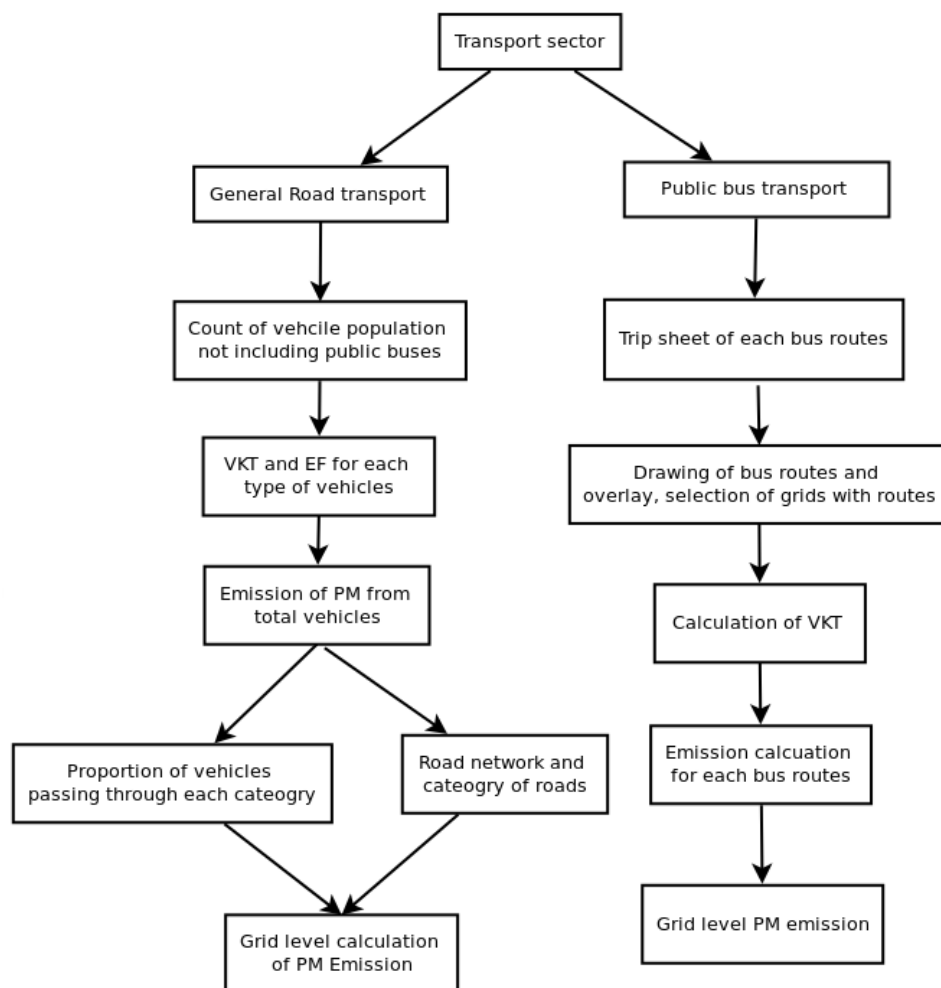 Transport sector
General Road transport
Public bus transport
Count of vehcile population
not including public buses
Trip sheet of each bus routes
VKT and EF for each
type of vehicles
Drawing of bus routes and
overlay, selection of grids with routes
Emission of PM from
total vehicles
Calculation of VKT
Proportion of vehicles
passing through each cateogry
Road network and
cateogry of roads
Emission calcuation
for each bus routes
Grid level calculation
of PM Emission
Grid level PM emission